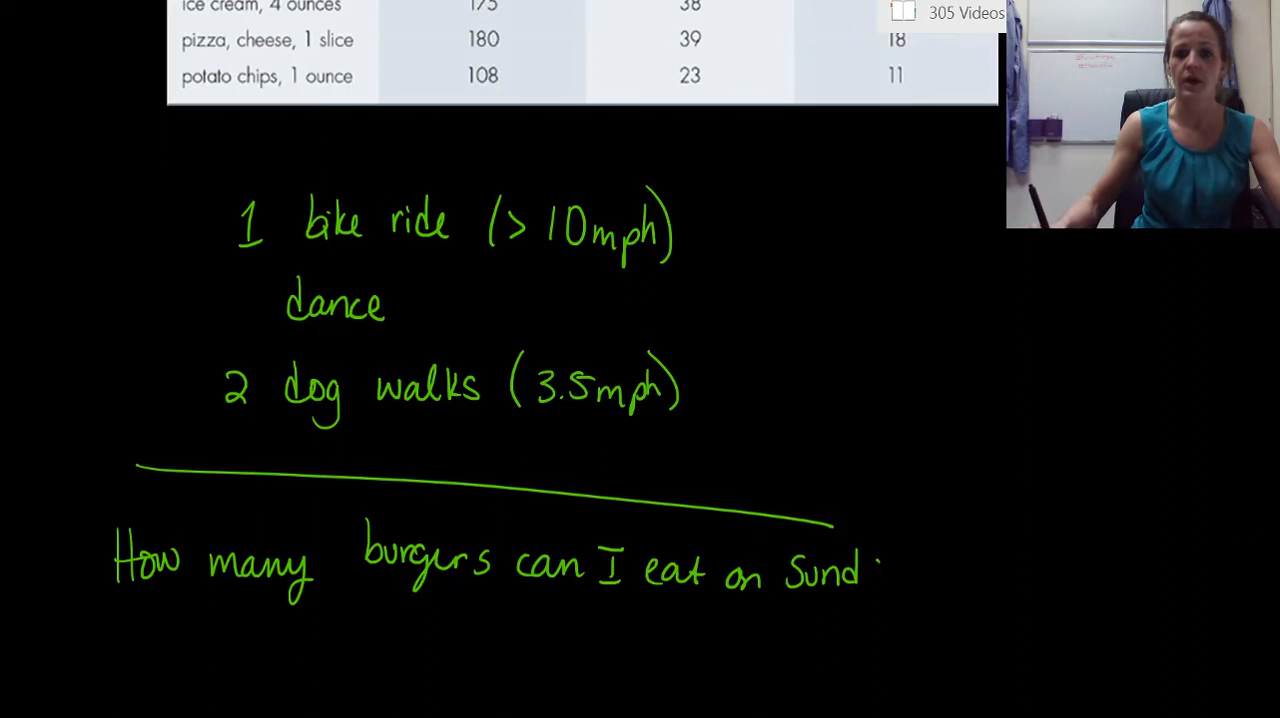 ice cream, 4 ounces 175 38
305 Videos
pizza, cheese, 1 slice 180 39 18
potato chips, 1 ounce 108 23 11
1 bike ride (> 10mph)
dance
2 dog walks (3.5mph)
How many burgers can I eat on Sund